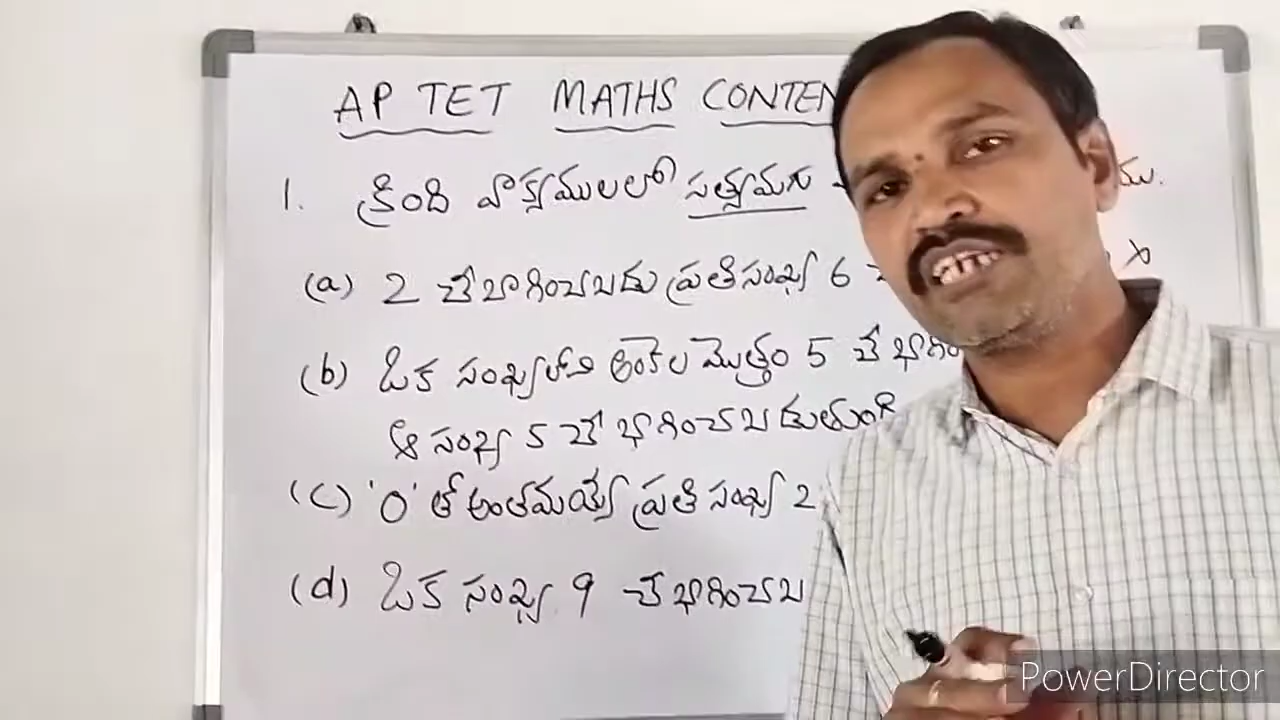 AP TET MATHS CONTEN
1. క్రింది వాక్యములలో సత్యమగు ము.
(a) 2 చే భాగించబడు ప్రతి సంఖ్య 6 x
(b) ఒక సంఖ్యలోని అంకెల మొత్తం 5 చే భాగిం
ఆ సంఖ్య 5 చే భాగించబడుతుంది
(c) '0' తో అంతమయ్యే ప్రతి సంఖ్య 2
(d) ఒక సంఖ్య 9 చే భాగించబ
PowerDirector